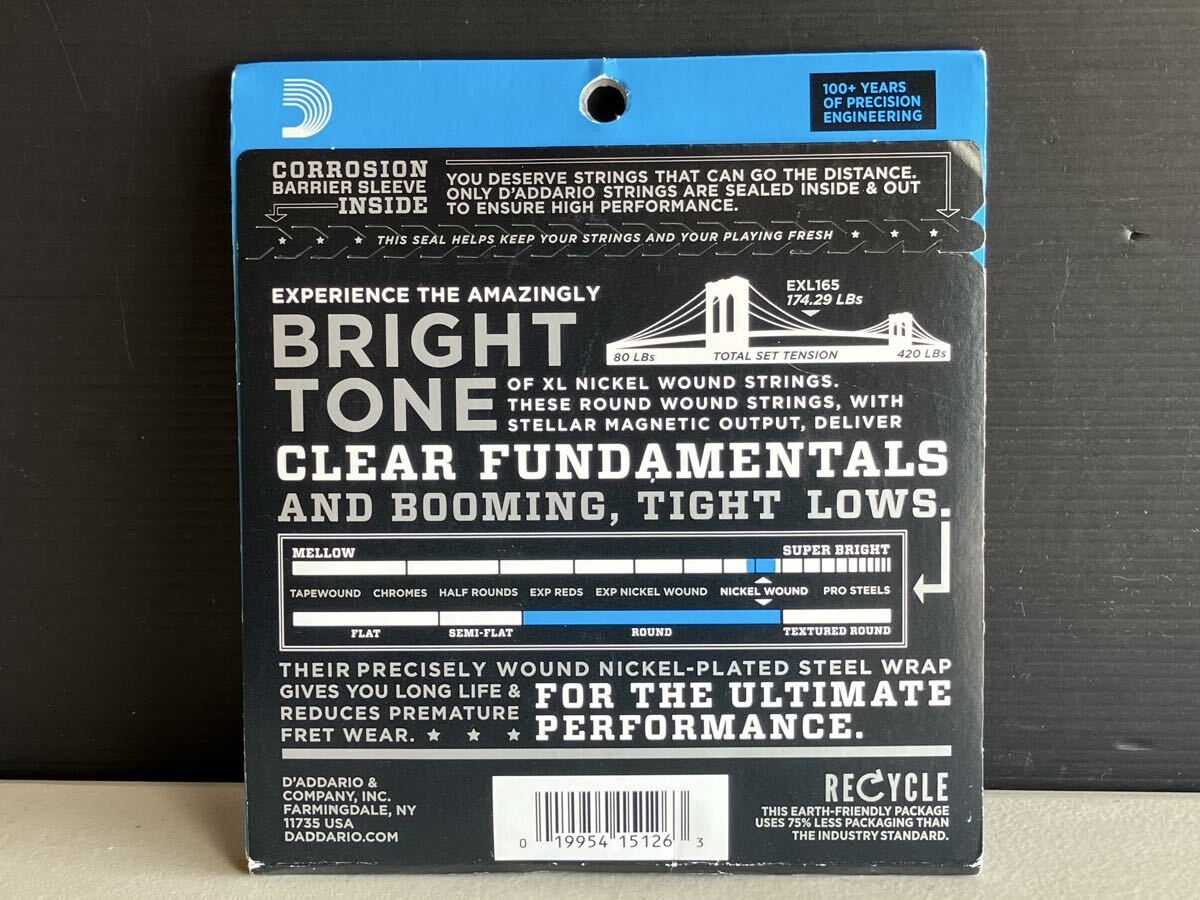 100+ YEARS
OF PRECISION
ENGINEERING
CORROSION
BARRIER SLEEVE
INSIDE
YOU DESERVE STRINGS THAT CAN GO THE DISTANCE.
ONLY D'ADDARIO STRINGS ARE SEALED INSIDE & OUT
TO ENSURE HIGH PERFORMANCE.
THIS SEAL HELPS KEEP YOUR STRINGS AND YOUR PLAYING FRESH
EXPERIENCE THE AMAZINGLY
BRIGHT
TONE
EXL165
174.29 LBs
80 LBs TOTAL SET TENSION 420 LBs
OF XL NICKEL WOUND STRINGS.
THESE ROUND WOUND STRINGS, WITH
STELLAR MAGNETIC OUTPUT, DELIVER
CLEAR FUNDAMENTALS
AND BOOMING, TIGHT LOWS.
MELLOW SUPER BRIGHT
TAPEWOUND CHROMES HALF ROUNDS EXP REDS EXP NICKEL WOUND NICKEL WOUND PRO STEELS
FLAT SEMI-FLAT ROUND TEXTURED ROUND
THEIR PRECISELY WOUND NICKEL-PLATED STEEL WRAP
GIVES YOU LONG LIFE &
REDUCES PREMATURE
FRET WEAR.
FOR THE ULTIMATE
PERFORMANCE.
D'ADDARIO &
COMPANY, INC.
FARMINGDALE, NY
11735 USA
DADDARIO.COM
0 19954 15126 3
RECYCLE
THIS EARTH-FRIENDLY PACKAGE
USES 75% LESS PACKAGING THAN
THE INDUSTRY STANDARD.